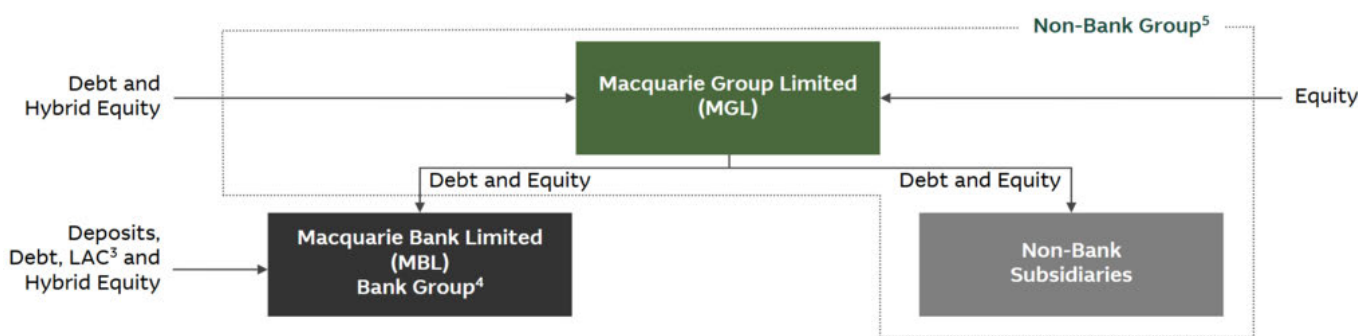 Non-Bank Group⁵
Debt and
Hybrid Equity
Macquarie Group Limited
(MGL)
Equity
Debt and Equity
Debt and Equity
Deposits,
Debt, LAC³ and
Hybrid Equity
Macquarie Bank Limited
(MBL)
Bank Group⁴
Non-Bank
Subsidiaries